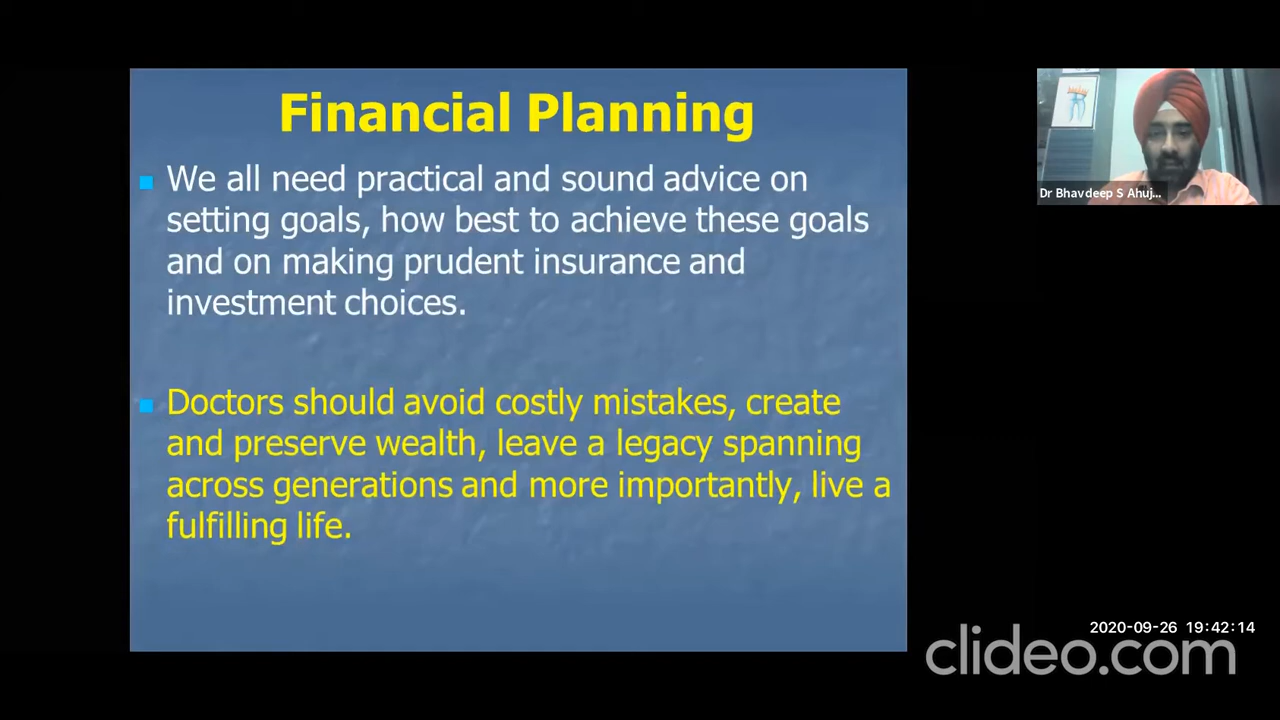 Financial Planning
We all need practical and sound advice on
setting goals, how best to achieve these goals
and on making prudent insurance and
investment choices.
Doctors should avoid costly mistakes, create
and preserve wealth, leave a legacy spanning
across generations and more importantly, live a
fulfilling life.
Dr Bhavdeep S Ahuj...
2020-09-26 19:42:14
clideo.com